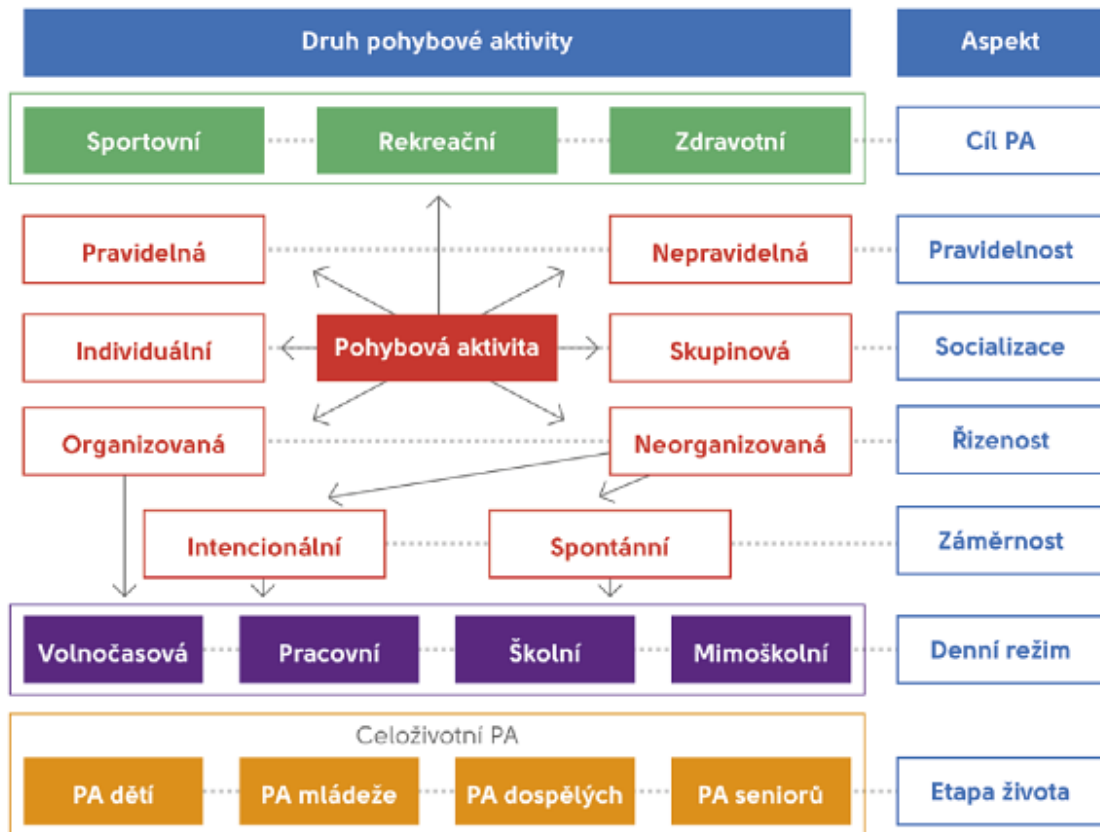 Druh pohybové aktivity
Aspekt
Sportovní
Rekreační
Zdravotní
Cíl PA
Pravidelná
Nepravidelná
Pravidelnost
Individuální
Pohybová aktivita
Skupinová
Socializace
Organizovaná
Neorganizovaná
Řizenost
Intencionální
Spontánní
Záměrnost
Volnočasová
Pracovní
Školní
Mimoškolní
Denní režim
Celoživotní PA
PA dětí
PA mládeže
PA dospělých
PA seniorů
Etapa života